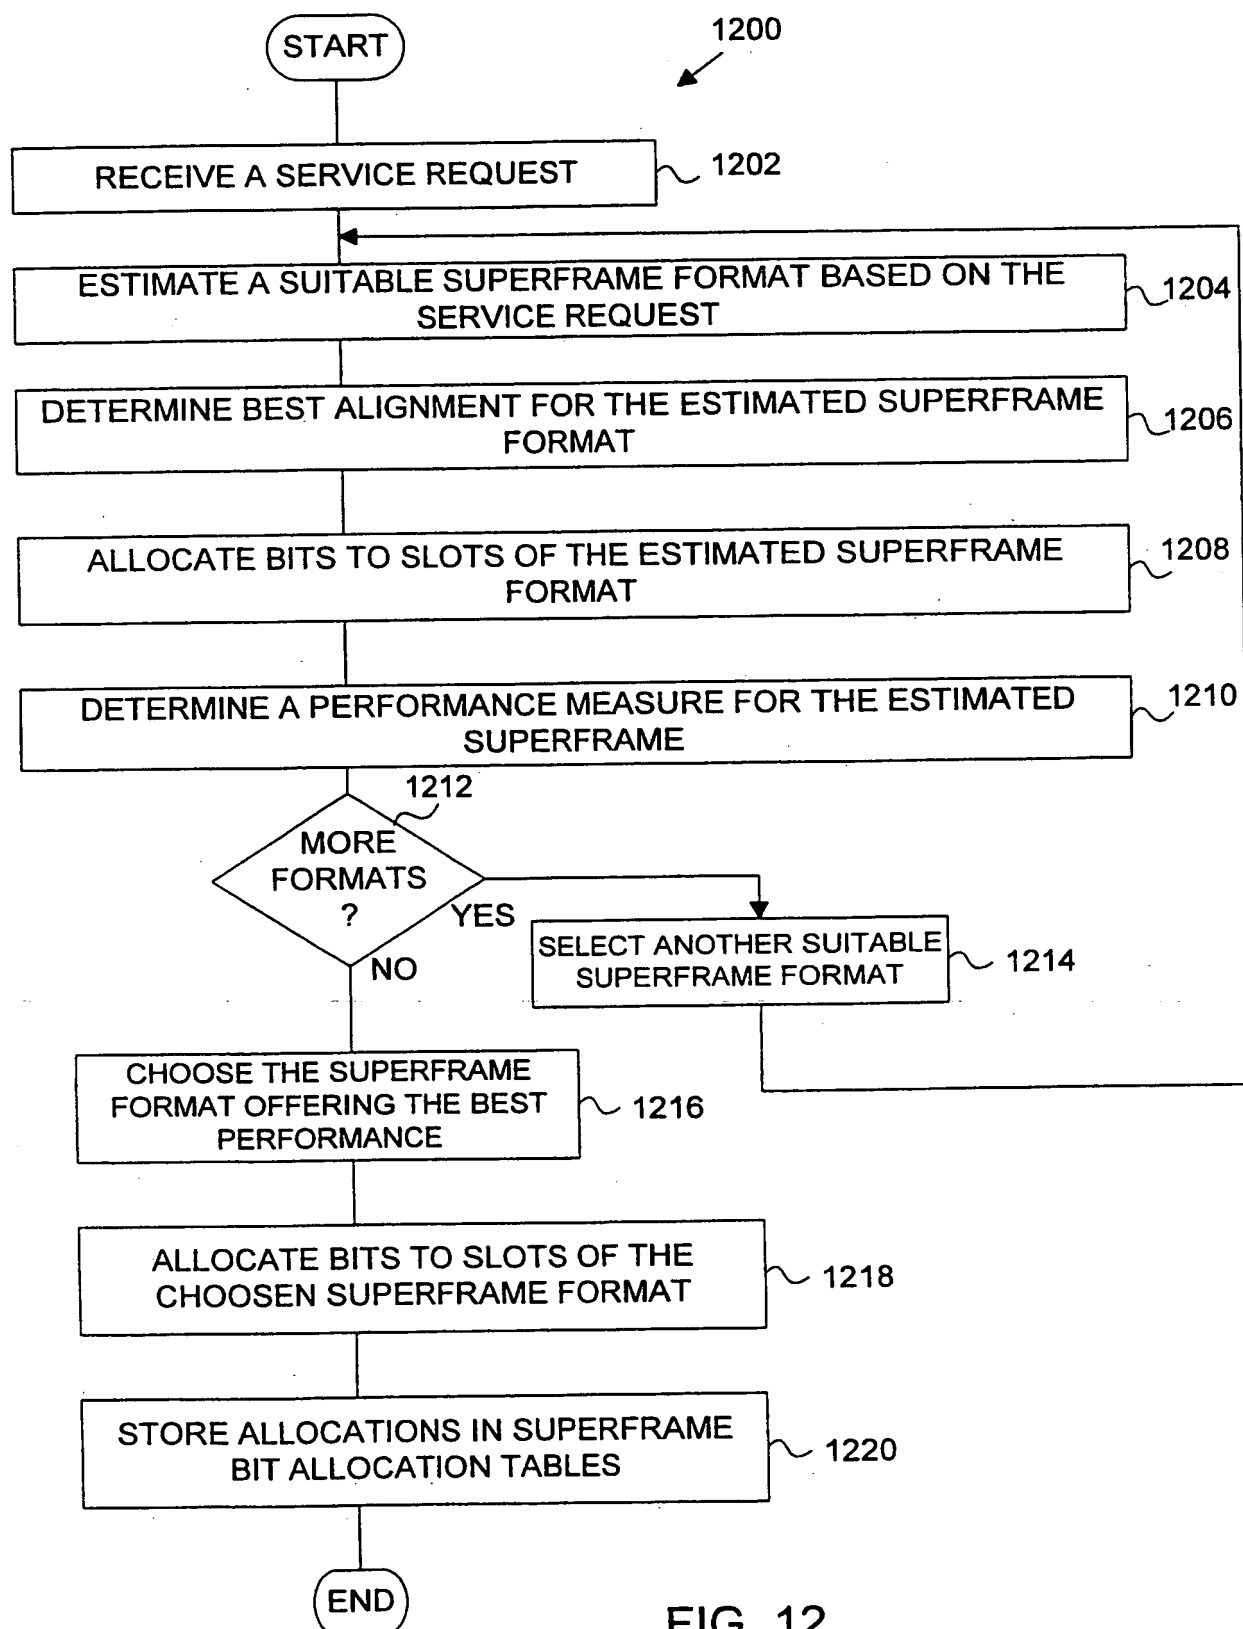 START
1200
RECEIVE A SERVICE REQUEST
1202
ESTIMATE A SUITABLE SUPERFRAME FORMAT BASED ON THE
SERVICE REQUEST
1204
DETERMINE BEST ALIGNMENT FOR THE ESTIMATED SUPERFRAME
FORMAT
1206
ALLOCATE BITS TO SLOTS OF THE ESTIMATED SUPERFRAME
FORMAT
1208
DETERMINE A PERFORMANCE MEASURE FOR THE ESTIMATED
SUPERFRAME
1210
1212
MORE
FORMATS
?
YES
NO
SELECT ANOTHER SUITABLE
SUPERFRAME FORMAT
1214
CHOOSE THE SUPERFRAME
FORMAT OFFERING THE BEST
PERFORMANCE
1216
ALLOCATE BITS TO SLOTS OF THE
CHOOSEN SUPERFRAME FORMAT
1218
STORE ALLOCATIONS IN SUPERFRAME
BIT ALLOCATION TABLES
1220
END
FIG. 12